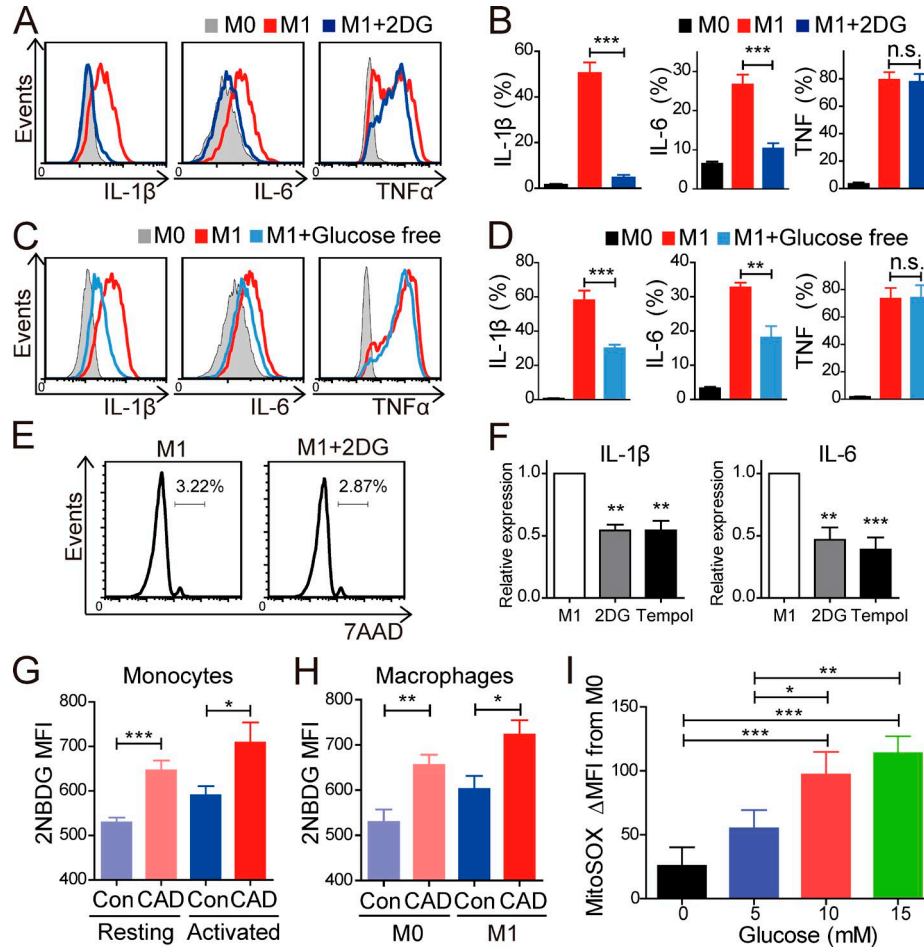 A
M0 M1 M1+2DG
Events
0
IL-1β
IL-6
TNFα
B
M0 M1 M1+2DG
IL-1β (%)
60
40
20
0
***
IL-6 (%)
30
20
10
0
***
TNF (%)
80
60
40
20
0
n.s.
C
M0 M1 M1+Glucose free
Events
0
IL-1β
IL-6
TNFα
D
M0 M1 M1+Glucose free
IL-1β (%)
80
60
40
20
0
***
IL-6 (%)
40
20
0
**
TNF (%)
80
60
40
20
0
n.s.
E
M1
M1+2DG
Events
3.22%
2.87%
0
0
7AAD
F
IL-1β
Relative expression
1.0
0.5
0.0
** **
M1 2DG Tempol
IL-6
Relative expression
1.0
0.5
0.0
** ***
M1 2DG Tempol
G
Monocytes
2NBDG MFI
800
700
600
500
400
***
*
Con CAD Con CAD
Resting Activated
H
Macrophages
2NBDG MFI
800
700
600
500
400
**
*
Con CAD Con CAD
M0 M1
I
MitoSOX ΔMFI from M0
150
100
50
0
**
*
***
***
0 5 10 15
Glucose (mM)